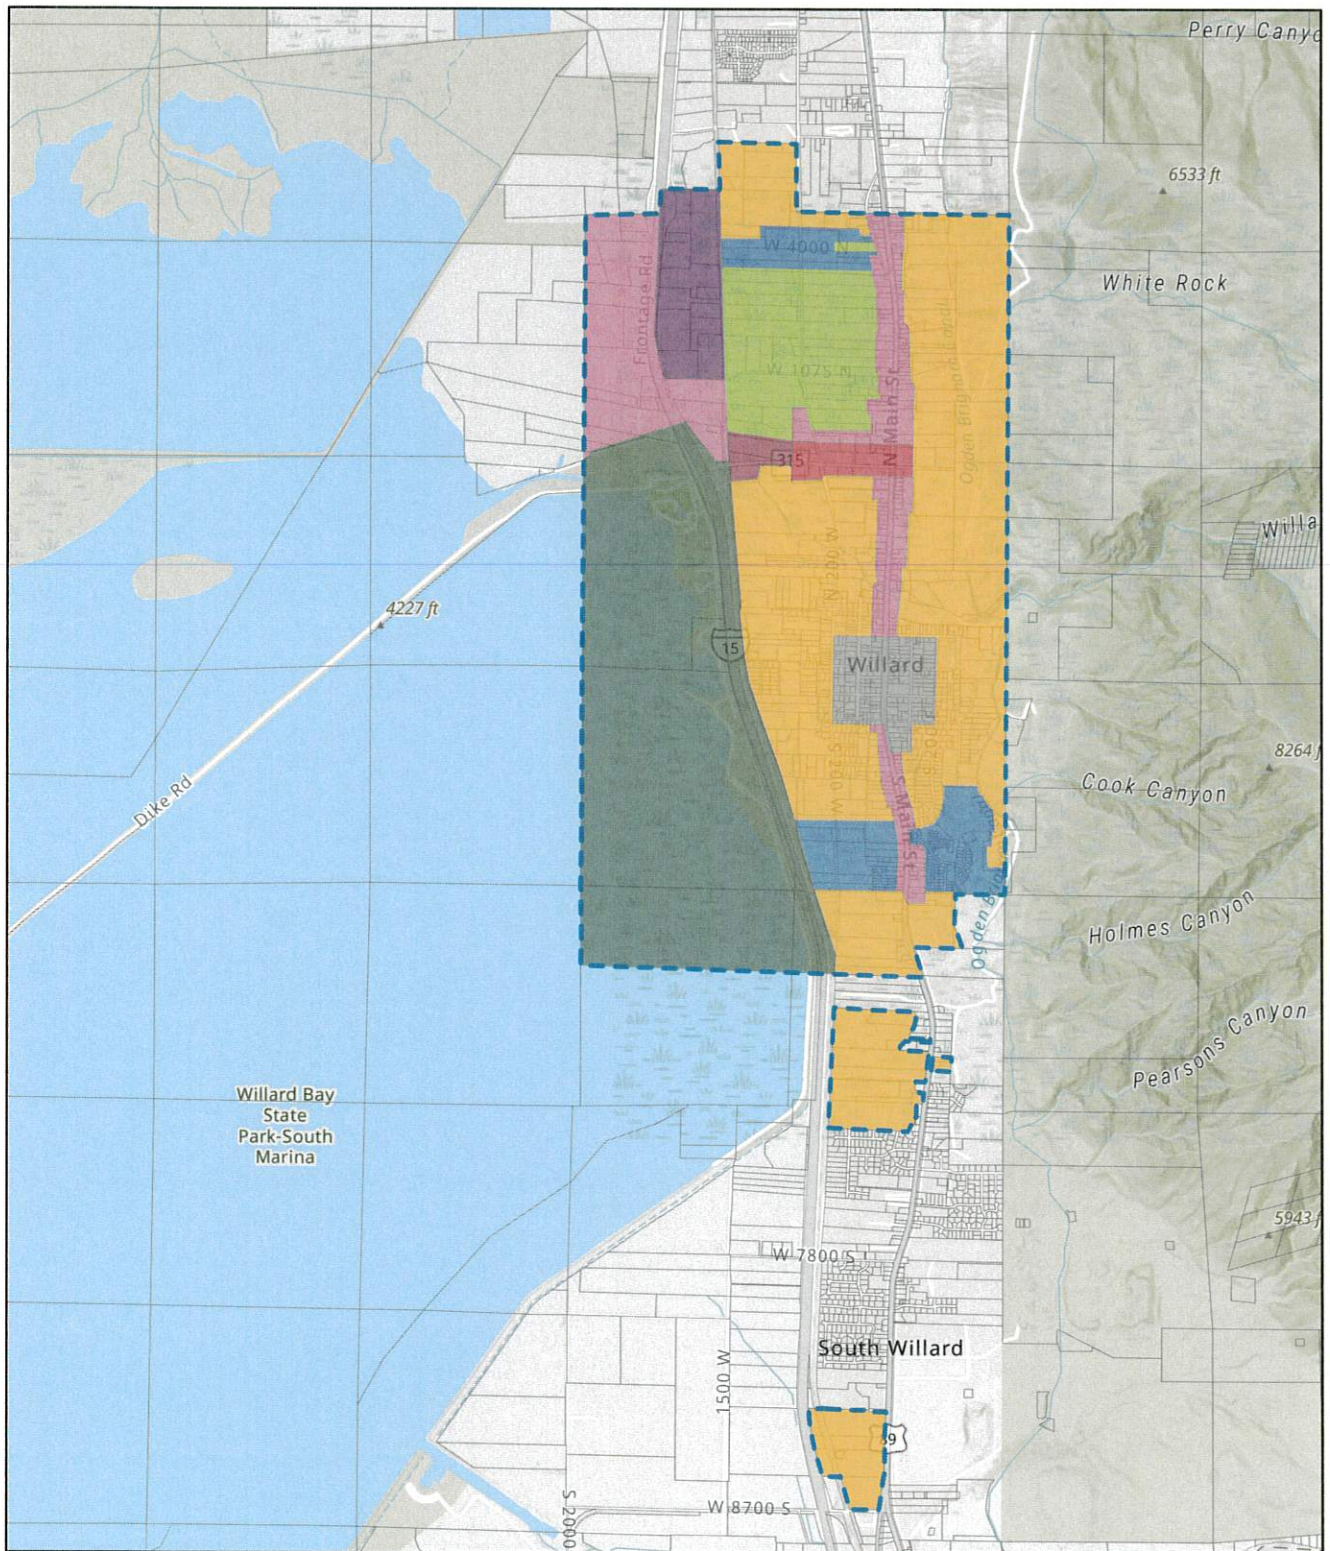 Perry Canyo
6533 ft
W 4000 N
Frontage Rd
White Rock
W 1075 N
N Main St
Ogden Brigham Canal
315
Willa
N 200 W
4227 ft
15
Willard
8264 f
S 200
200 S
Cook Canyon
Dike Rd
S Main St
Holmes Canyon
Ogden B
Pearsons Canyon
Willard Bay
State
Park-South
Marina
5943 f
W 7800 S
South Willard
1500 W
89
S 2000
W 8700 S